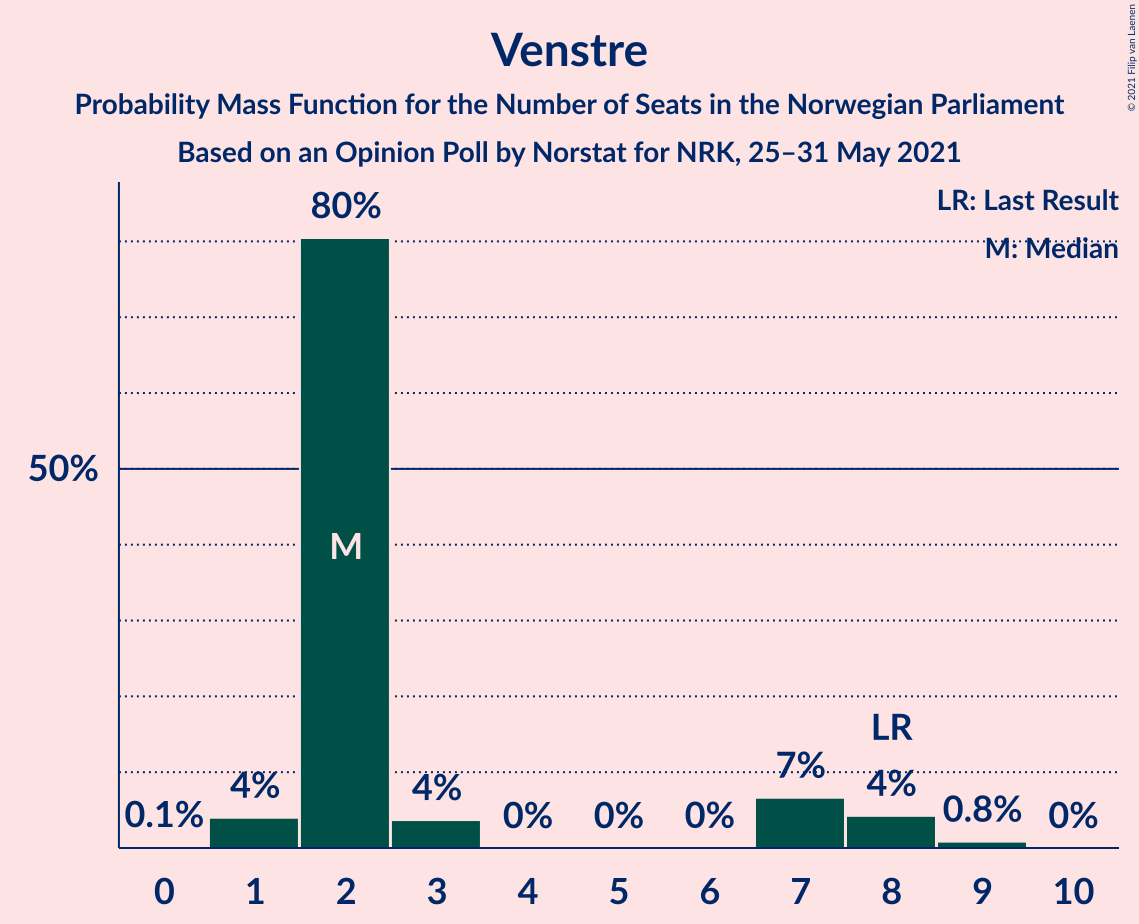 Venstre
Probability Mass Function for the Number of Seats in the Norwegian Parliament
Based on an Opinion Poll by Norstat for NRK, 25–31 May 2021
© 2021 Filip van Laenen
LR: Last Result
M: Median
80%
50%
M
LR
0.1% 4% 4% 0% 0% 0% 7% 4% 0.8% 0%
0 1 2 3 4 5 6 7 8 9 10